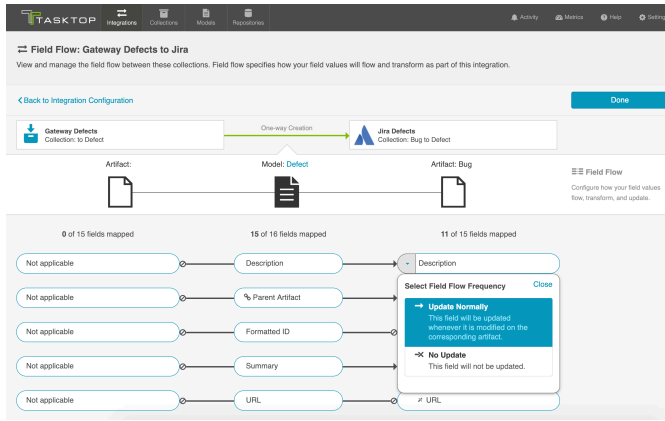 TASKTOP
Integrations
Collections
Models
Repositories
Activity
Metrics
Help
Setting
Field Flow: Gateway Defects to Jira
View and manage the field flow between these collections. Field flow specifies how your field values will flow and transform as part of this integration.
Back to Integration Configuration
Done
Gateway Defects
Collection: to Defect
One-way Creation
Jira Defects
Collection: Bug to Defect
Artifact:
Model: Defect
Artifact: Bug
Field Flow
Configure how your field values
flow, transform, and update.
0 of 15 fields mapped
15 of 16 fields mapped
11 of 15 fields mapped
Not applicable
Description
Description
Select Field Flow Frequency
Close
Not applicable
Parent Artifact
Update Normally
This field will be updated
whenever it is modified on the
corresponding artifact.
Not applicable
Formatted ID
No Update
This field will not be updated.
Not applicable
Summary
Not applicable
URL
URL